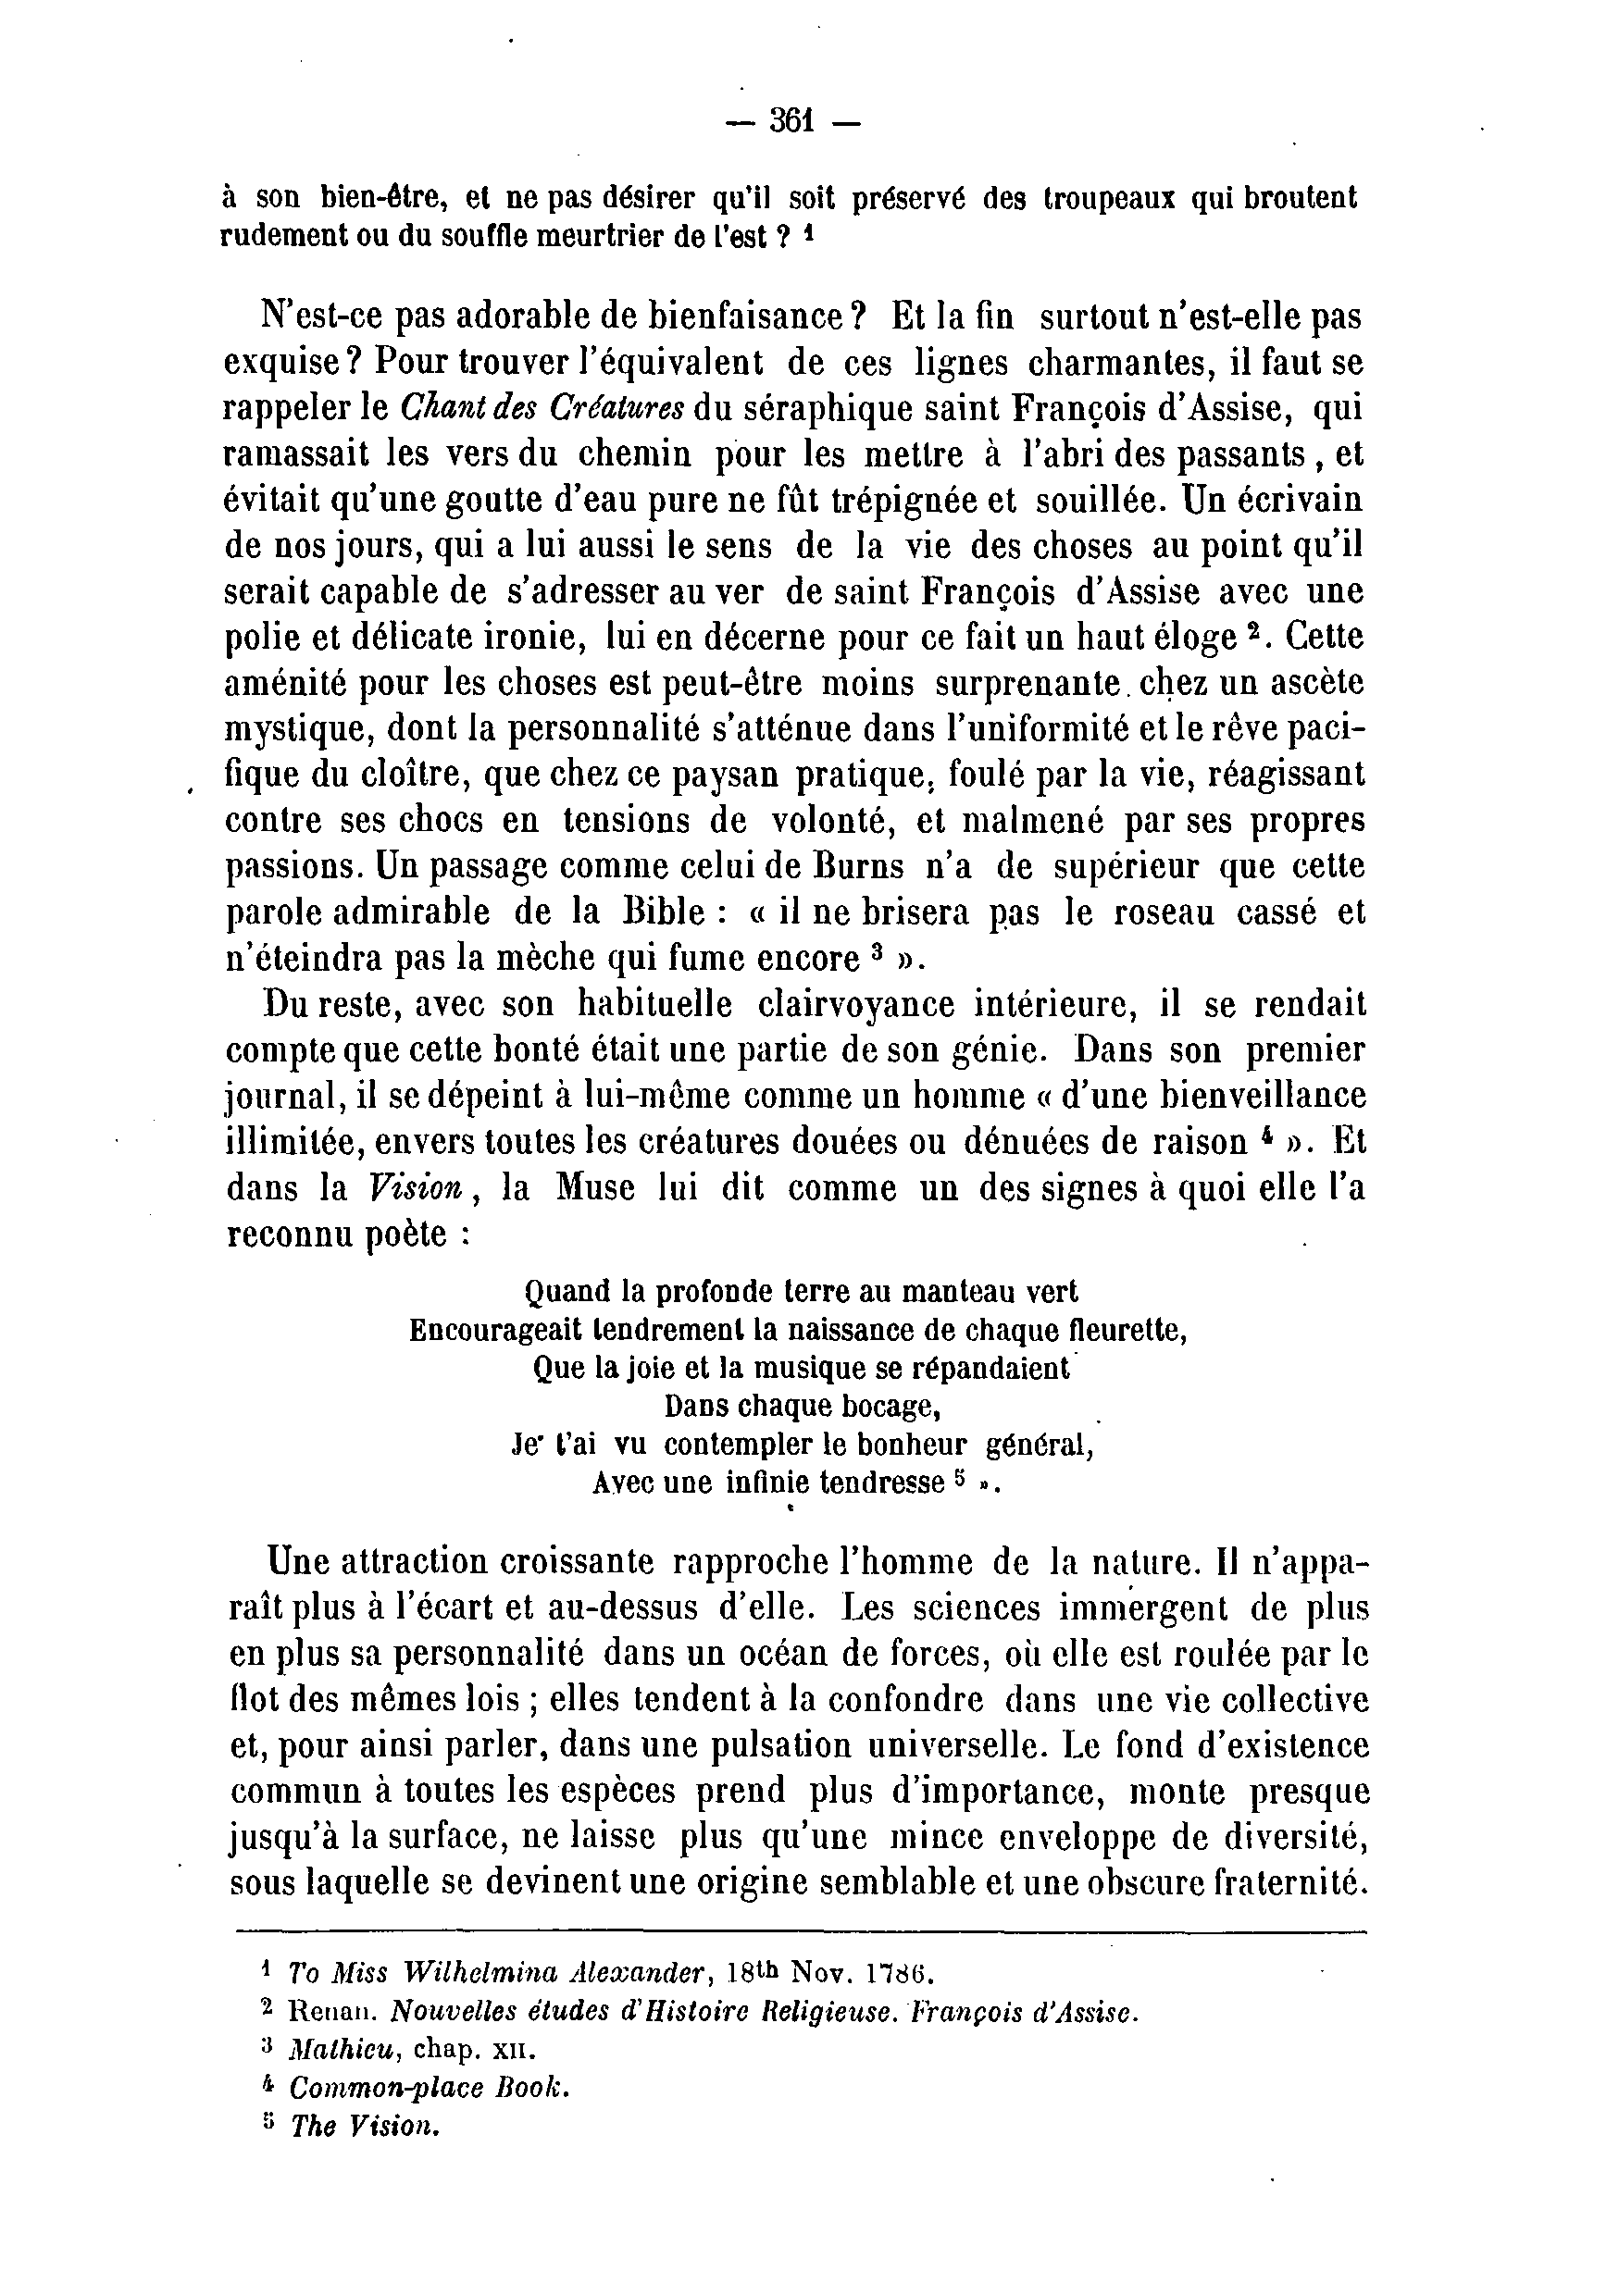 — 361 —
à son bien-être, et ne pas désirer qu'il soit préservé des troupeaux qui broutent
rudement ou du souffle meurtrier de l'est ? 1
N'est-ce pas adorable de bienfaisance ? Et la fin surtout n'est-elle pas
exquise ? Pour trouver l'équivalent de ces lignes charmantes, il faut se
rappeler le Chant des Créatures du séraphique saint François d'Assise, qui
ramassait les vers du chemin pour les mettre à l'abri des passants, et
évitait qu'une goutte d'eau pure ne fût trépignée et souillée. Un écrivain
de nos jours, qui a lui aussi le sens de la vie des choses au point qu'il
serait capable de s'adresser au ver de saint François d'Assise avec une
polie et délicate ironie, lui en décerne pour ce fait un haut éloge 2. Cette
aménité pour les choses est peut-être moins surprenante chez un ascète
mystique, dont la personnalité s'atténue dans l'uniformité et le rêve paci-
fique du cloître, que chez ce paysan pratique, foulé par la vie, réagissant
contre ses chocs en tensions de volonté, et malmené par ses propres
passions. Un passage comme celui de Burns n'a de supérieur que cette
parole admirable de la Bible : « il ne brisera pas le roseau cassé et
n'éteindra pas la mèche qui fume encore 3 ».
Du reste, avec son habituelle clairvoyance intérieure, il se rendait
compte que cette bonté était une partie de son génie. Dans son premier
journal, il se dépeint à lui-même comme un homme « d'une bienveillance
illimitée, envers toutes les créatures douées ou dénuées de raison 4 ». Et
dans la Vision, la Muse lui dit comme un des signes à quoi elle l'a
reconnu poète :
Quand la profonde terre au manteau vert
Encourageait tendrement la naissance de chaque fleurette,
Que la joie et la musique se répandaient
Dans chaque bocage,
Je t'ai vu contempler le bonheur général,
Avec une infinie tendresse 5 ».
Une attraction croissante rapproche l'homme de la nature. Il n'appa-
raît plus à l'écart et au-dessus d'elle. Les sciences immergent de plus
en plus sa personnalité dans un océan de forces, où elle est roulée par le
flot des mêmes lois ; elles tendent à la confondre dans une vie collective
et, pour ainsi parler, dans une pulsation universelle. Le fond d'existence
commun à toutes les espèces prend plus d'importance, monte presque
jusqu'à la surface, ne laisse plus qu'une mince enveloppe de diversité,
sous laquelle se devinent une origine semblable et une obscure fraternité.
1 To Miss Wilhelmina Alexander, 18th Nov. 1786.
2 Renan. Nouvelles études d'Histoire Religieuse. François d'Assise.
3 Mathieu, chap. XII.
4 Common-place Book.
5 The Vision.